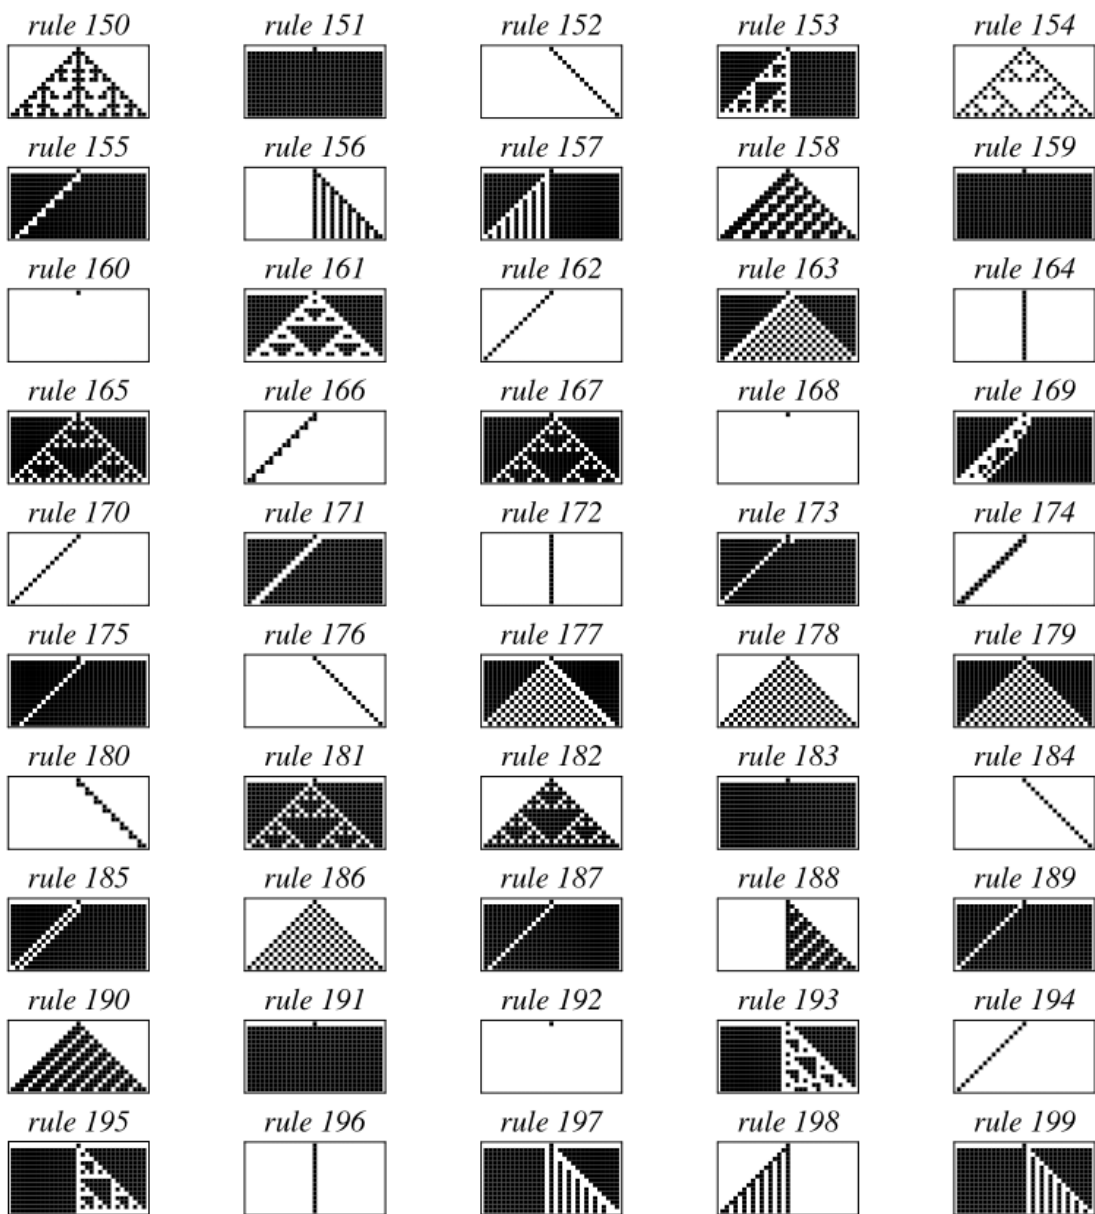 rule 150 rule 151 rule 152 rule 153 rule 154
rule 155 rule 156 rule 157 rule 158 rule 159
rule 160 rule 161 rule 162 rule 163 rule 164
rule 165 rule 166 rule 167 rule 168 rule 169
rule 170 rule 171 rule 172 rule 173 rule 174
rule 175 rule 176 rule 177 rule 178 rule 179
rule 180 rule 181 rule 182 rule 183 rule 184
rule 185 rule 186 rule 187 rule 188 rule 189
rule 190 rule 191 rule 192 rule 193 rule 194
rule 195 rule 196 rule 197 rule 198 rule 199